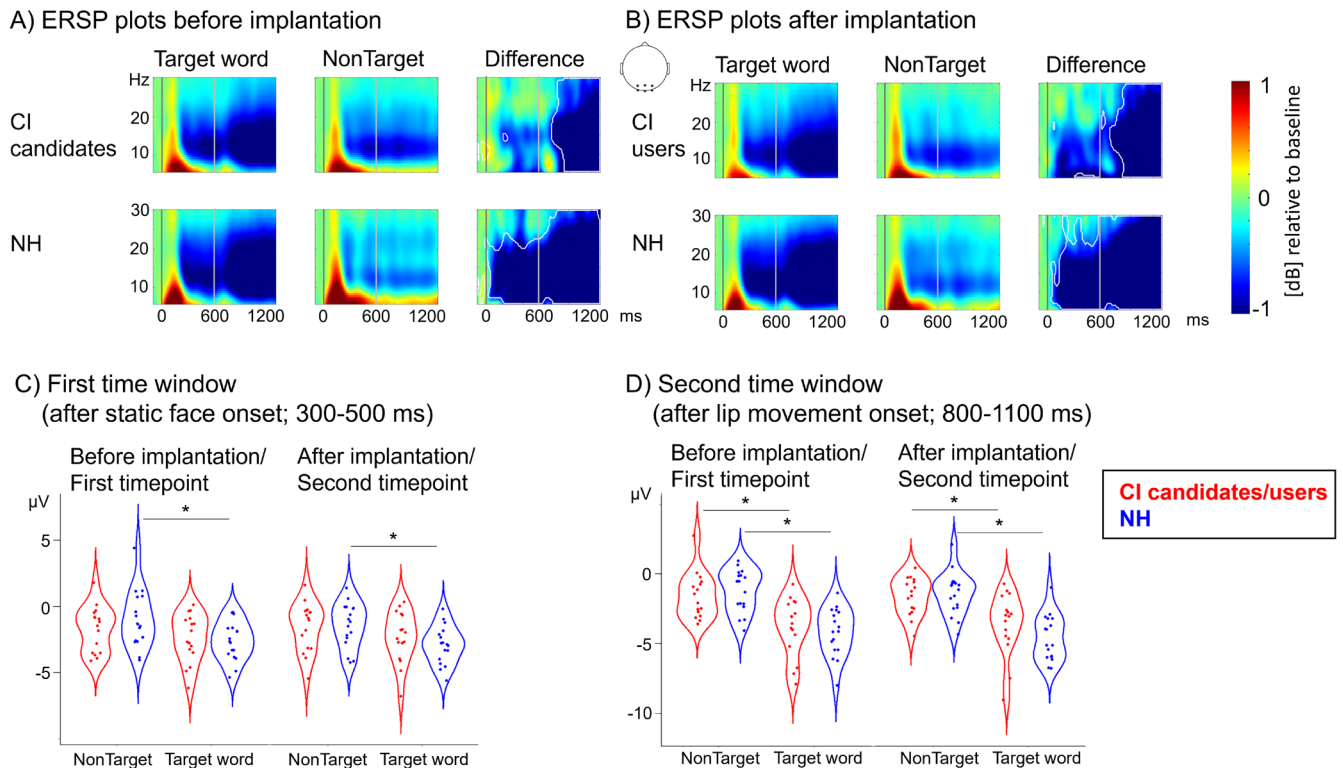 A) ERSP plots before implantation
Target word NonTarget Difference
Hz
20
10
CI
candidates
30
20
10
NH
0 600 1200 0 600 1200 0 600 1200 ms
B) ERSP plots after implantation
Target word NonTarget Difference
Hz
20
10
CI
users
30
20
10
NH
0 600 1200 0 600 1200 0 600 1200 ms
1
0
-1
[dB] relative to baseline
C) First time window
(after static face onset; 300-500 ms)
Before implantation/
First timepoint
After implantation/
Second timepoint
µV
* *
5
0
-5
NonTarget Target word NonTarget Target word
D) Second time window
(after lip movement onset; 800-1100 ms)
Before implantation/
First timepoint
After implantation/
Second timepoint
µV
* *
* *
0
-5
-10
NonTarget Target word NonTarget Target word
CI candidates/users
NH